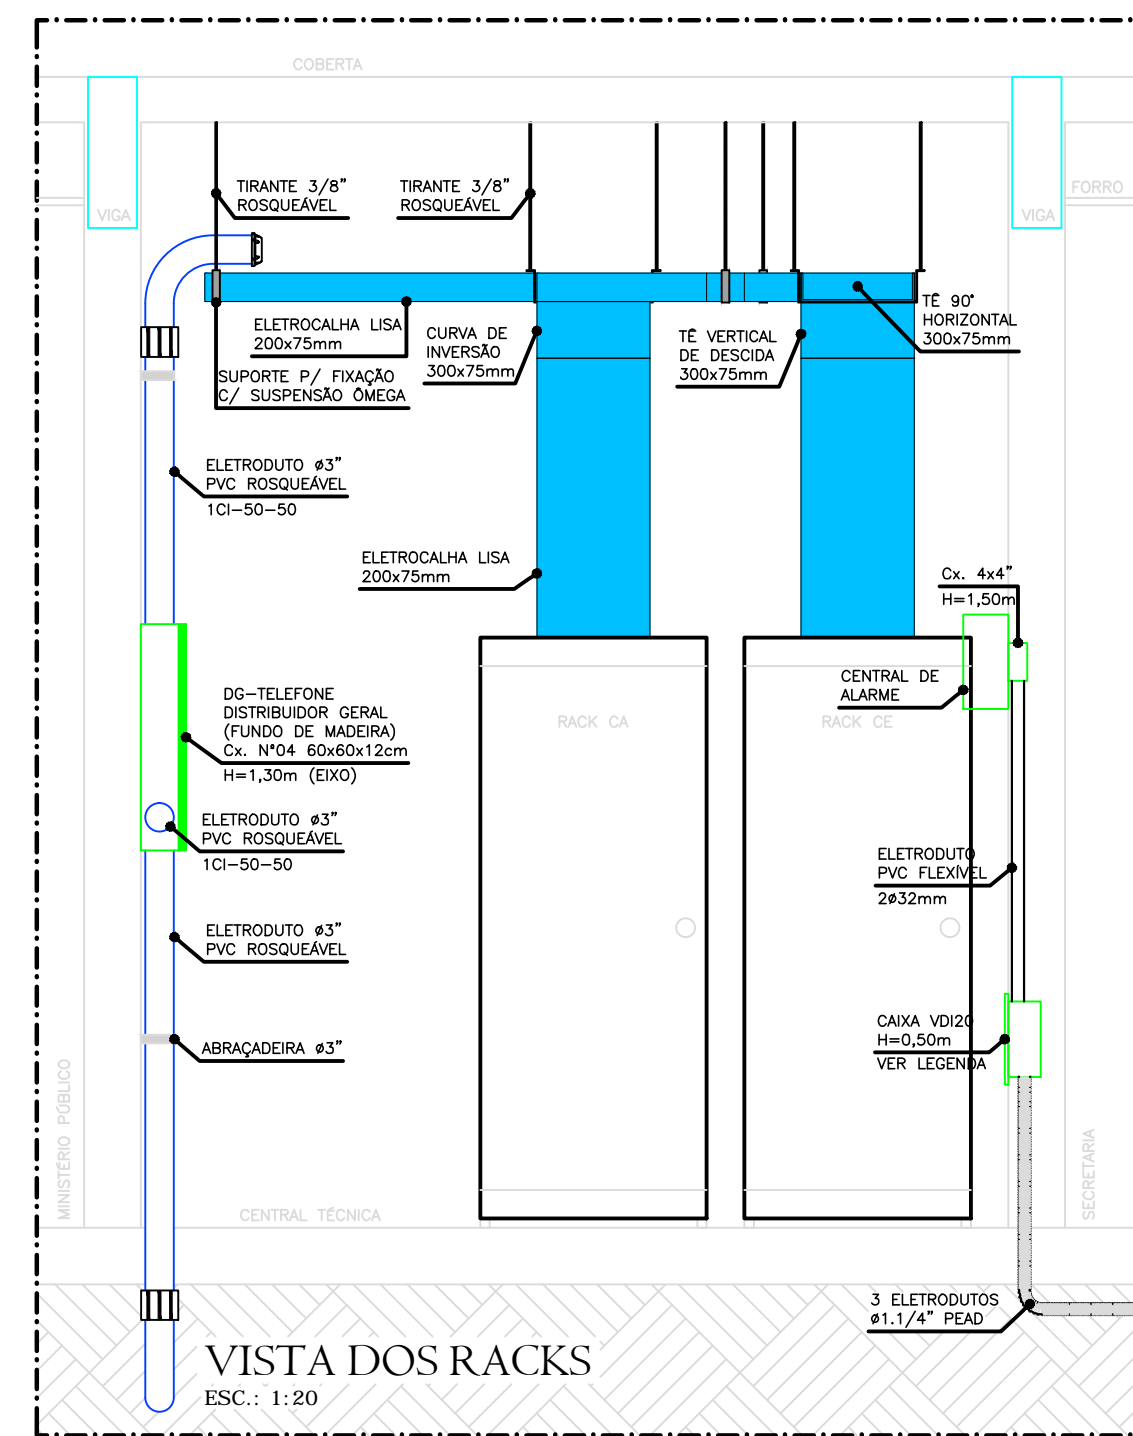 COBERTA
TIRANTE 3/8"
ROSQUEÁVEL
TIRANTE 3/8"
ROSQUEÁVEL
FORRO
VIGA
VIGA
TÊ 90°
HORIZONTAL
300x75mm
ELETROCALHA LISA
200x75mm
CURVA DE
INVERSÃO
300x75mm
TÊ VERTICAL
DE DESCIDA
300x75mm
SUPORTE P/ FIXAÇÃO
C/ SUSPENSÃO ÔMEGA
ELETRODUTO ø3"
PVC ROSQUEÁVEL
1CI-50-50
ELETROCALHA LISA
200x75mm
Cx. 4x4"
H=1,50m
CENTRAL DE
ALARME
DG-TELEFONE
DISTRIBUIDOR GERAL
(FUNDO DE MADEIRA)
Cx. N°04 60x60x12cm
H=1,30m (EIXO)
RACK CA
RACK CE
ELETRODUTO ø3"
PVC ROSQUEÁVEL
1CI-50-50
ELETRODUTO
PVC FLEXÍVEL
2ø32mm
ELETRODUTO ø3"
PVC ROSQUEÁVEL
CAIXA VDI20
H=0,50m
VER LEGENDA
ABRAÇADEIRA ø3"
MINISTÉRIO PÚBLICO
SECRETARIA
CENTRAL TÉCNICA
3 ELETRODUTOS
ø1.1/4" PEAD
VISTA DOS RACKS
ESC.: 1:20